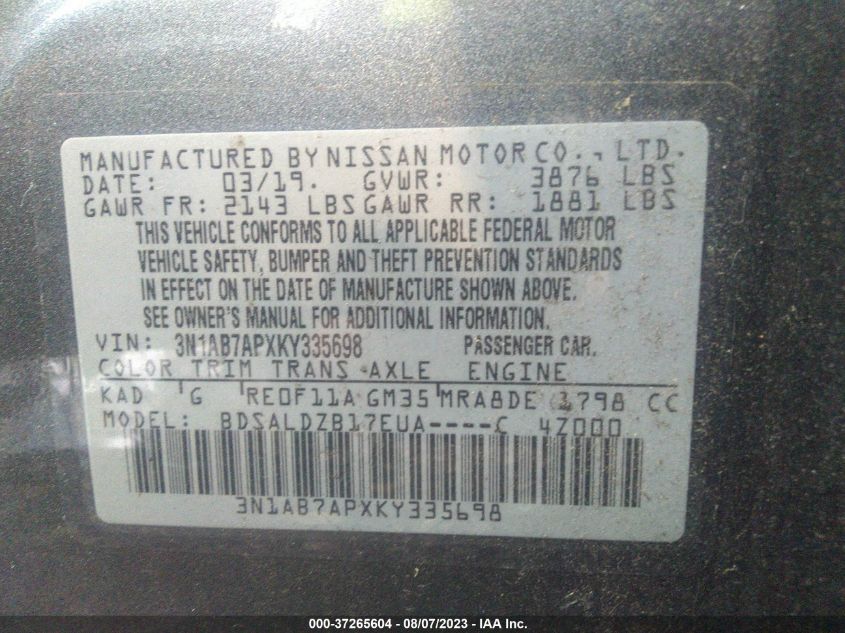 MANUFACTURED BY NISSAN MOTOR CO., LTD.
DATE: 03/19. GVWR: 3876 LBS
GAWR FR: 2143 LBS GAWR RR: 1881 LBS
THIS VEHICLE CONFORMS TO ALL APPLICABLE FEDERAL MOTOR
VEHICLE SAFETY, BUMPER AND THEFT PREVENTION STANDARDS
IN EFFECT ON THE DATE OF MANUFACTURE SHOWN ABOVE.
SEE OWNER'S MANUAL FOR ADDITIONAL INFORMATION.
VIN: 3N1AB7APXKY335698 PASSENGER CAR.
COLOR TRIM TRANS AXLE ENGINE
KAD G RE0F11A GM35 MRA8DE 1798 CC
MODEL: BDSALDZB17EUA----C 4Z000
3N1AB7APXKY335698
000-37265604 - 08/07/2023 - IAA Inc.